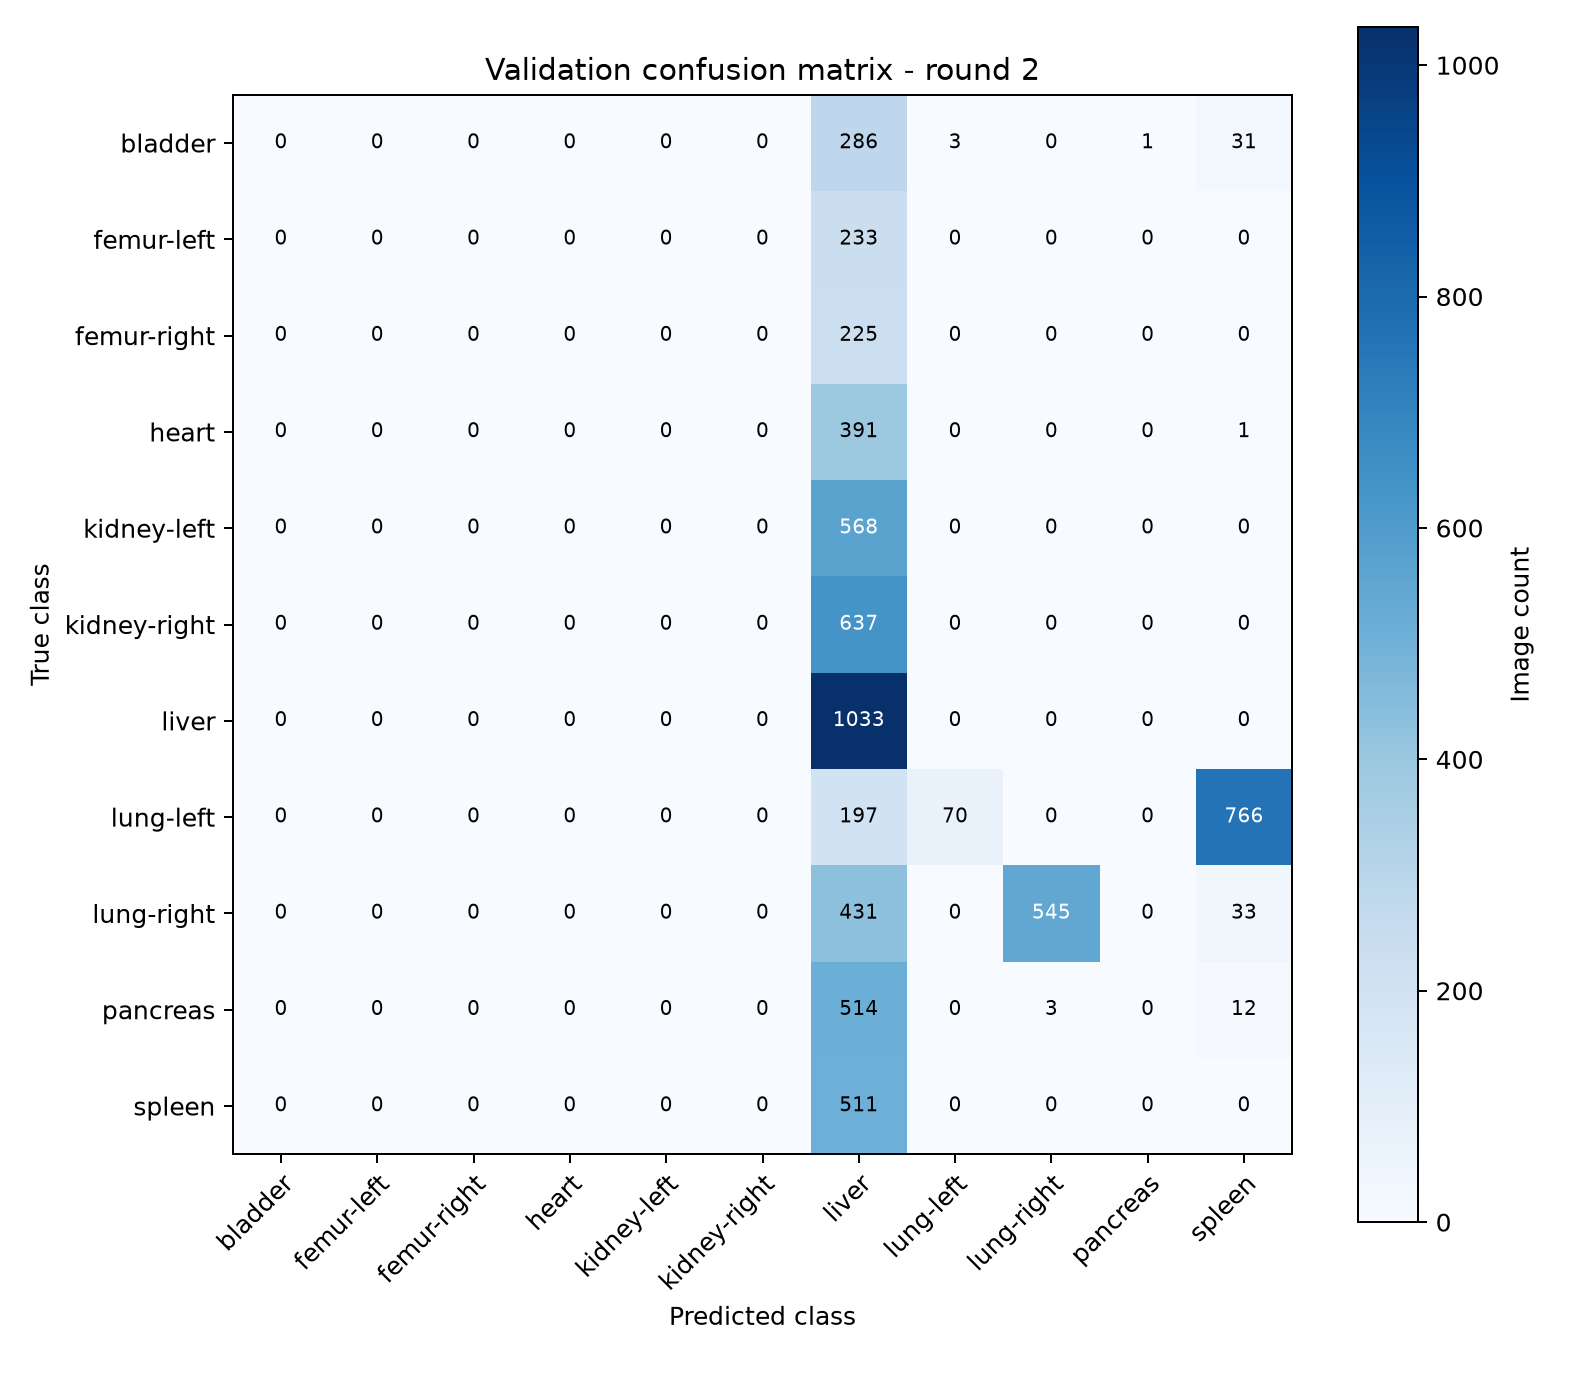 Validation confusion matrix - round 2
True class
bladder 0 0 0 0 0 0 286 3 0 1 31
femur-left 0 0 0 0 0 0 233 0 0 0 0
femur-right 0 0 0 0 0 0 225 0 0 0 0
heart 0 0 0 0 0 0 391 0 0 0 1
kidney-left 0 0 0 0 0 0 568 0 0 0 0
kidney-right 0 0 0 0 0 0 637 0 0 0 0
liver 0 0 0 0 0 0 1033 0 0 0 0
lung-left 0 0 0 0 0 0 197 70 0 0 766
lung-right 0 0 0 0 0 0 431 0 545 0 33
pancreas 0 0 0 0 0 0 514 0 3 0 12
spleen 0 0 0 0 0 0 511 0 0 0 0
bladder femur-left femur-right heart kidney-left kidney-right liver lung-left lung-right pancreas spleen
Predicted class
1000
800
600
400
200
0
Image count